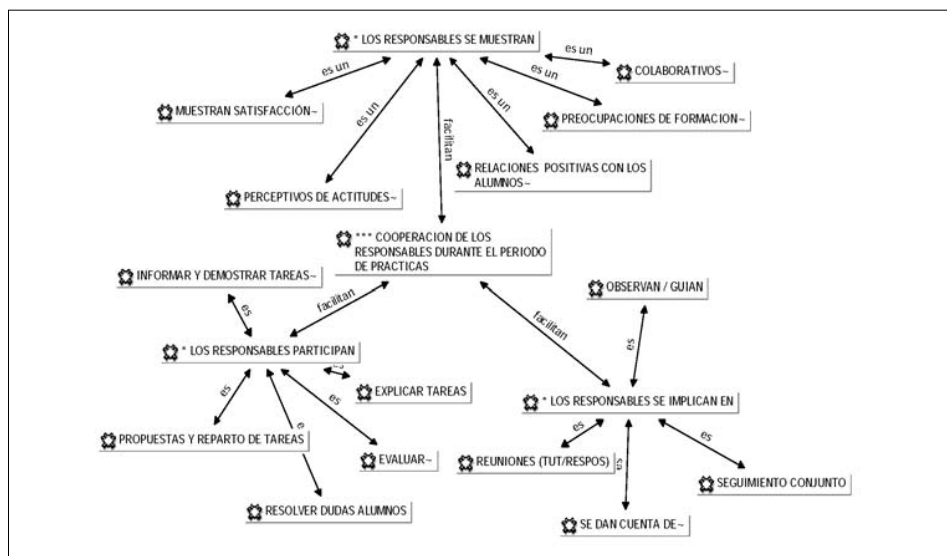 * LOS RESPONSABLES SE MUESTRAN
es un
COLABORATIVOS~
es un
es un
MUESTRAN SATISFACCIÓN~
PREOCUPACIONES DE FORMACION~
es un
es un
facilitan
RELACIONES POSITIVAS CON LOS
ALUMNOS~
PERCEPTIVOS DE ACTITUDES~
*** COOPERACION DE LOS
RESPONSABLES DURANTE EL PERIODO
DE PRACTICAS
INFORMAR Y DEMOSTRAR TAREAS~
OBSERVAN / GUIAN
es
facilitan
facilitan
es
* LOS RESPONSABLES PARTICIPAN
EXPLICAR TAREAS
es
es
* LOS RESPONSABLES SE IMPLICAN EN
PROPUESTAS Y REPARTO DE TAREAS
EVALUAR~
es
es
REUNIONES (TUT/RESPOS)
es
SEGUIMIENTO CONJUNTO
RESOLVER DUDAS ALUMNOS
SE DAN CUENTA DE~